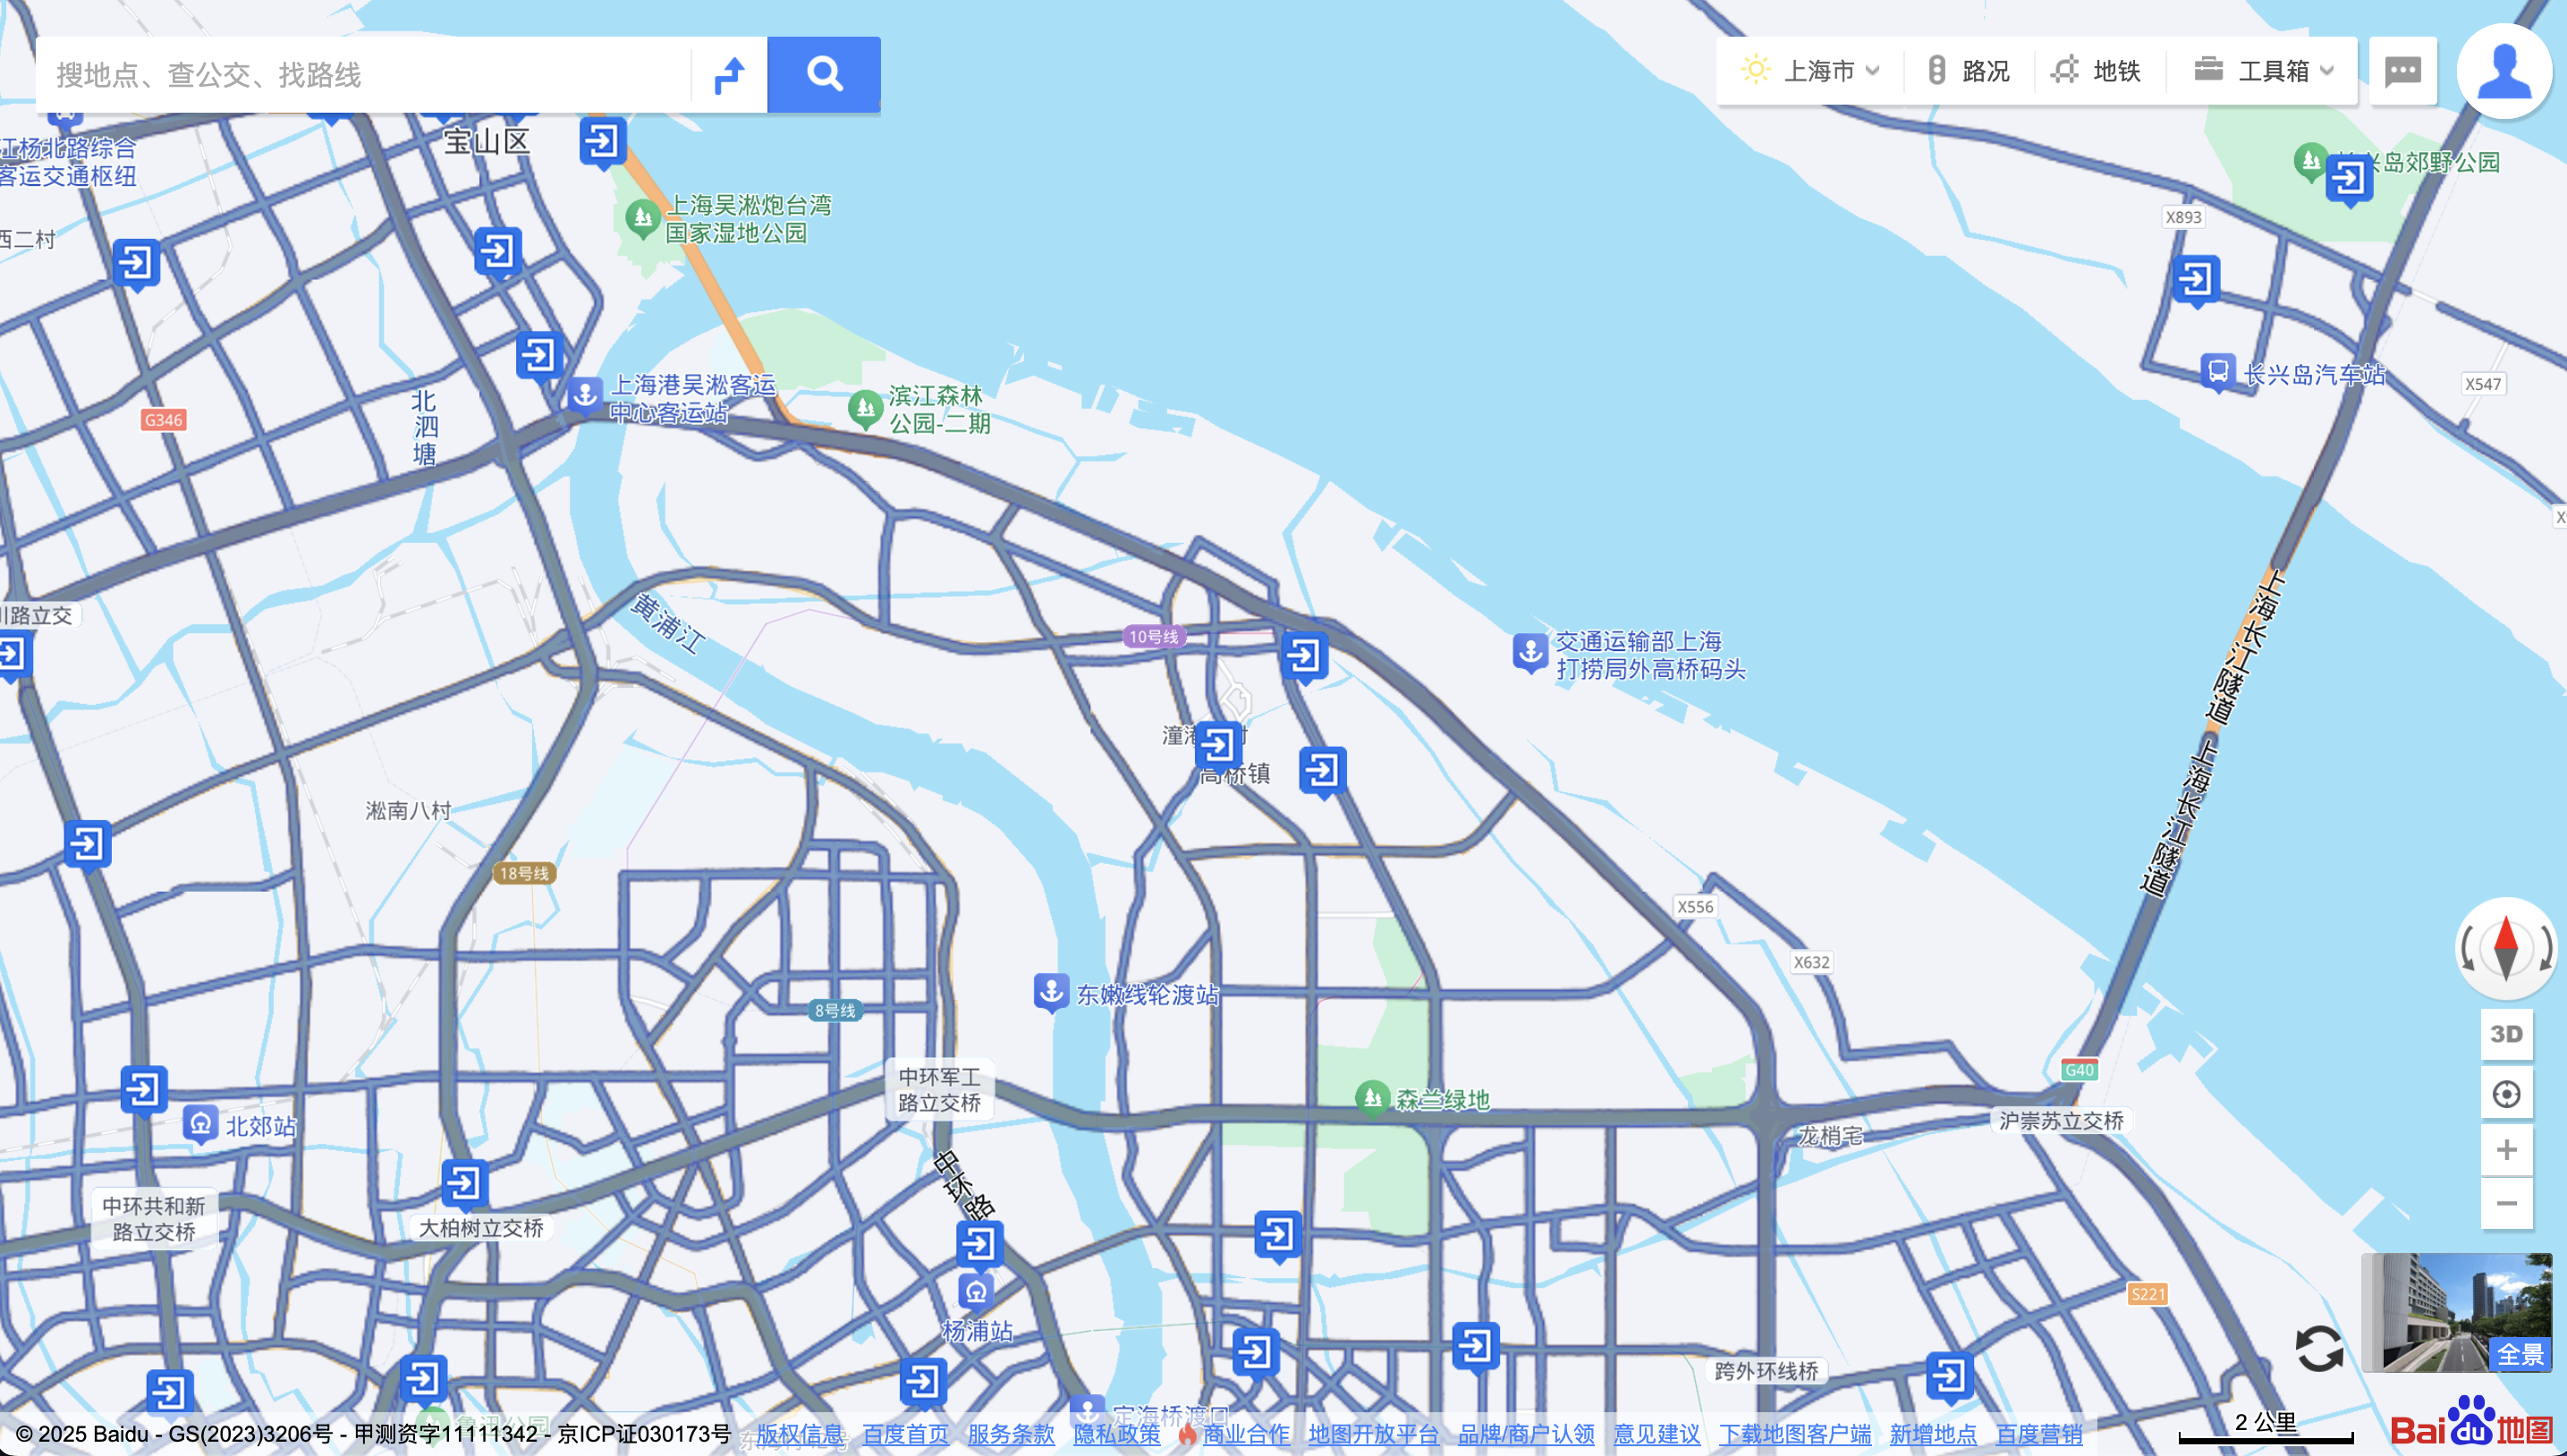 搜地点、查公交、找路线
上海市
路况
地铁
工具箱
宝山区
江杨北路综合
客运交通枢纽
西二村
上海吴淞炮台湾
国家湿地公园
兴岛郊野公园
X893
长兴岛汽车站
X547
上海港吴淞客运
中心客运站
滨江森林
公园-二期
G346
北泗塘
川路立交
黄浦江
10号线
交通运输部上海
打捞局外高桥码头
上海长江隧道
上海长江隧道
高桥镇
淞南八村
18号线
X556
X632
8号线
东嫩线轮渡站
3D
中环军工
路立交桥
G40
森兰绿地
沪崇苏立交桥
龙梢宅
北郊站
中环路
中环共和新
路立交桥
大柏树立交桥
S221
杨浦站
跨外环线桥
全景
鲁迅公园
定海桥渡口
2 公里
© 2025 Baidu - GS(2023)3206号 - 甲测资字11111342 - 京ICP证030173号 版权信息 百度首页 服务条款 隐私政策 商业合作 地图开放平台 品牌/商户认领 意见建议 下载地图客户端 新增地点 百度营销
Bai du 地图